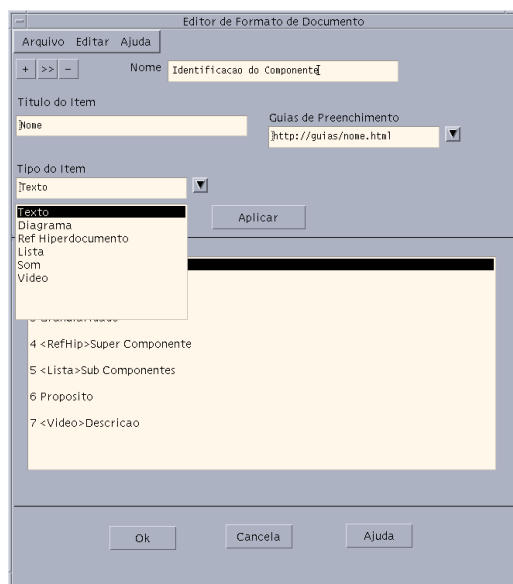 Editor de Formato de Documento
Arquivo Editar Ajuda
+ >> -
Nome Identificacao do Componente
Titulo do Item
Nome
Guias de Preenchimento
http://guias/nome.html
Tipo do Item
Texto
Aplicar
Texto
Diagrama
Ref Hiperdocumento
Lista
Som
Video
4 <RefHip>Super Componente
5 <Lista>Sub Componentes
6 Proposito
7 <Video>Descricao
Ok Cancela Ajuda